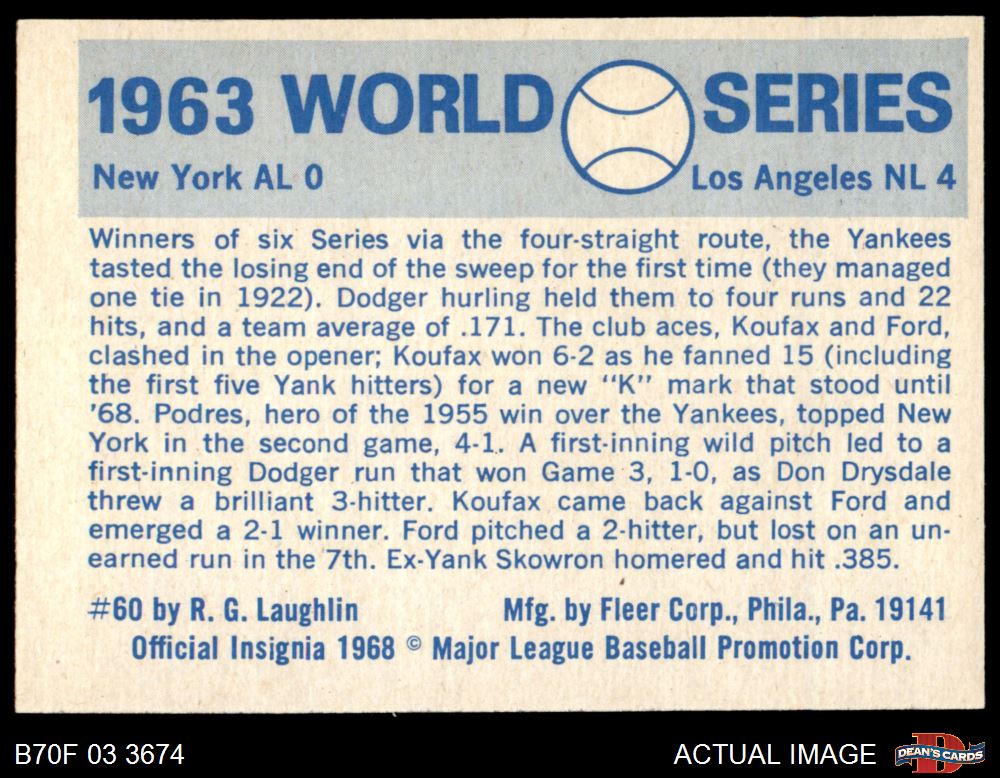 1963 WORLD SERIES
New York AL 0 Los Angeles NL 4
Winners of six Series via the four-straight route, the Yankees
tasted the losing end of the sweep for the first time (they managed
one tie in 1922). Dodger hurling held them to four runs and 22
hits, and a team average of .171. The club aces, Koufax and Ford,
clashed in the opener; Koufax won 6-2 as he fanned 15 (including
the first five Yank hitters) for a new "K" mark that stood until
'68. Podres, hero of the 1955 win over the Yankees, topped New
York in the second game, 4-1. A first-inning wild pitch led to a
first-inning Dodger run that won Game 3, 1-0, as Don Drysdale
threw a brilliant 3-hitter. Koufax came back against Ford and
emerged a 2-1 winner. Ford pitched a 2-hitter, but lost on an un-
earned run in the 7th. Ex-Yank Skowron homered and hit .385.
#60 by R. G. Laughlin Mfg. by Fleer Corp., Phila., Pa. 19141
Official Insignia 1968 © Major League Baseball Promotion Corp.
B70F 03 3674 ACTUAL IMAGE DEAN'S CARDS